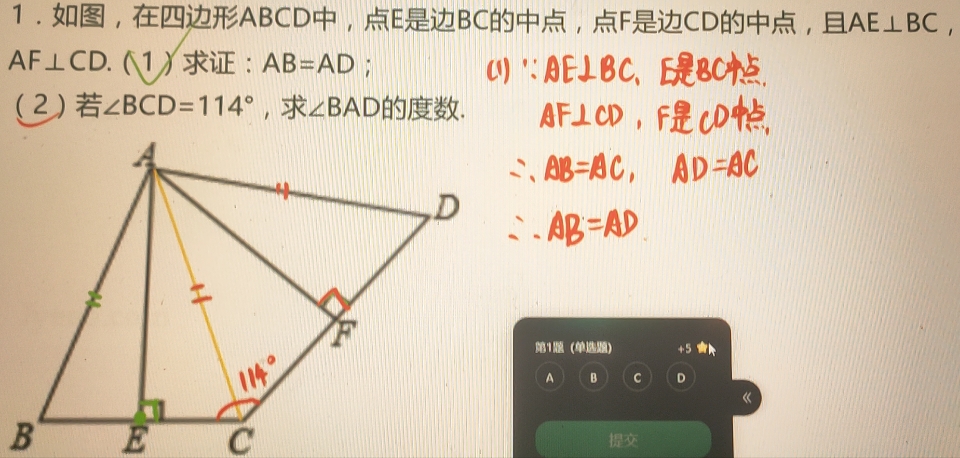 1．如图，在四边形ABCD中，点E是边BC的中点，点F是边CD的中点，且AE⊥BC，
AF⊥CD.（1）求证：AB=AD；
（2）若∠BCD=114°，求∠BAD的度数.
(1) ∵AE⊥BC、E是BC中点.
AF⊥CD，F是CD中点.
∴AB=AC， AD=AC
∴AB=AD.
A
D
F
114°
B
E
C
第1题（单选题）
+5
A B C D
«
提交